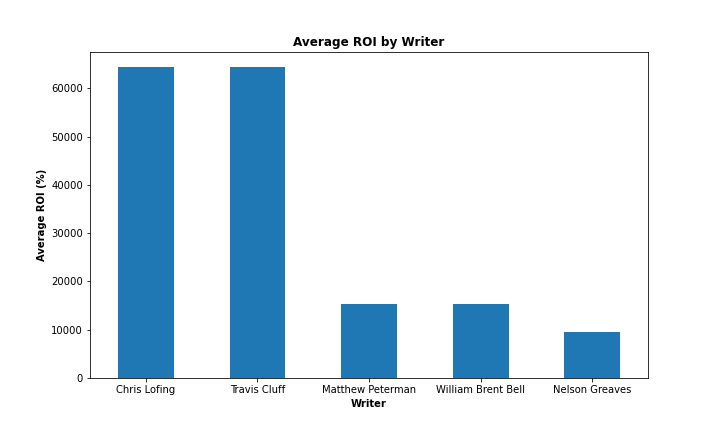 Average ROI by Writer
Average ROI (%)
60000
50000
40000
30000
20000
10000
0
Chris Lofing Travis Cluff Matthew Peterman William Brent Bell Nelson Greaves
Writer